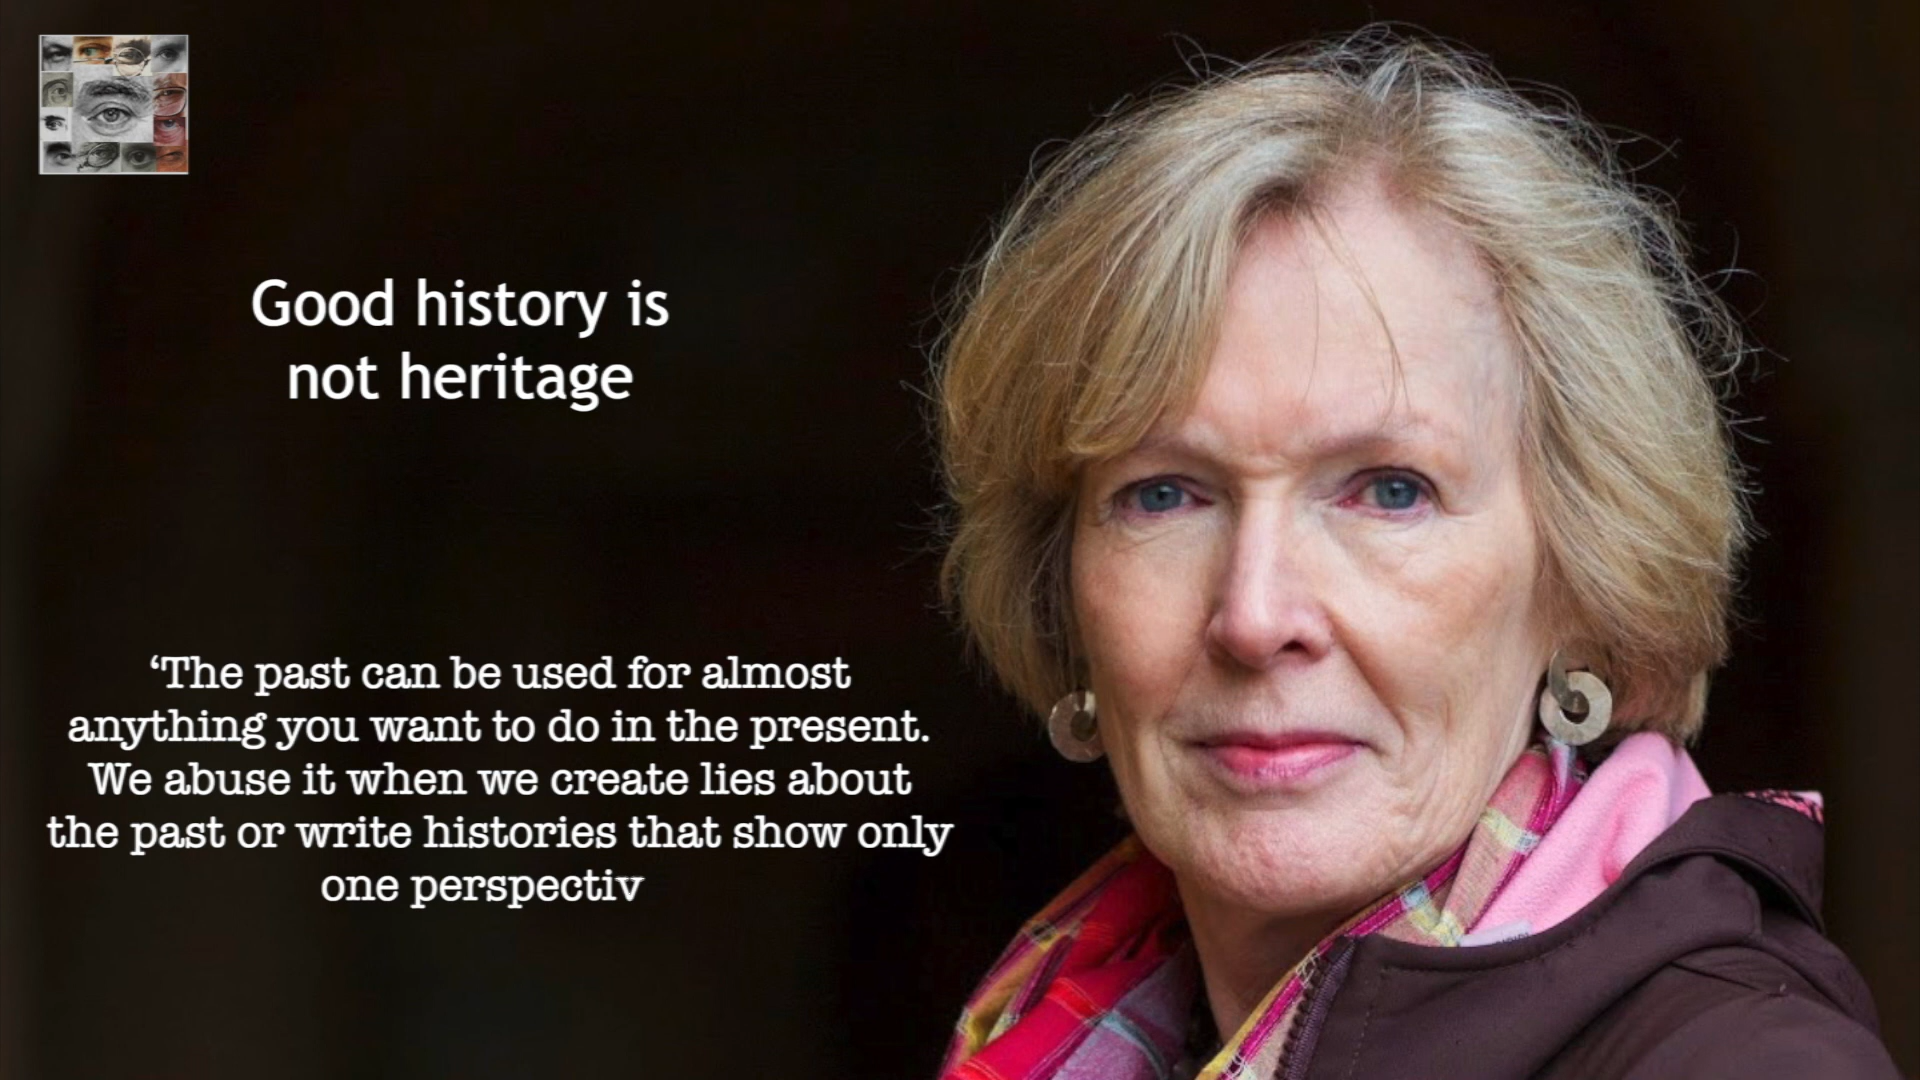 Good history is
not heritage
‘The past can be used for almost
anything you want to do in the present.
We abuse it when we create lies about
the past or write histories that show only
one perspectiv